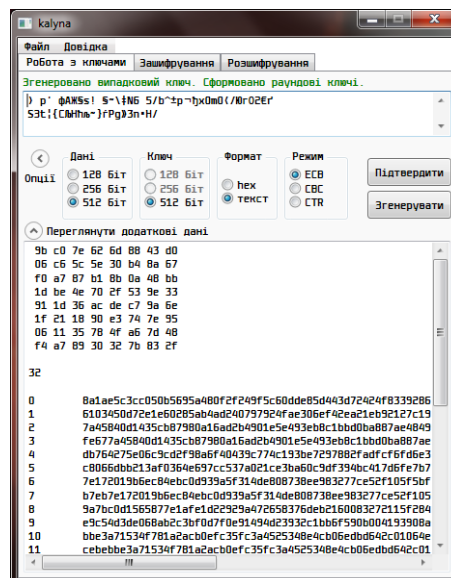 kalyna
Файл Довідка
Робота з ключами Зашифрування Розшифрування
Згенеровано випадковий ключ. Сформовано раундові ключі.
Дані Ключ Формат Режим
Опції
128 біт 128 біт hex ECB
256 біт 256 біт текст CBC
512 біт 512 біт CTR
Підтвердити
Згенерувати
Переглянути додаткові дані
9b c0 7e 62 6d 88 43 d0
06 c6 5c 5e 30 b4 8a 67
f0 a7 87 b1 8b 0a 48 bb
1d be 4e 70 2f 53 9e 33
91 1d 36 ac de c7 9a 6e
1f 21 18 90 e3 74 7e 95
06 11 35 78 4f a6 7d 48
f4 a7 89 30 32 7b 83 2f
32
0 8a1ae5c3cc050b5695a480f2f249f5c60dde85d443d72424f8339286
1 6103450d72e1e60285ab4ad240797924fae306ef42ea21eb92127c19
2 7a45840d1435cb87980a16ad2b4901e5e493eb8c1bbd0ba887ae4849
3 fe677a45840d1435cb87980a16ad2b4901e5e493eb8c1bbd0ba887ae
4 db764275e06c9cd2f98a6f40439c774c193be7297882fadfcf6fd6e3
5 c8066dbb213af0364e697cc537a021ce3ba60c9df394bc417d6fe7b7
6 7e172019b6ec84ebc0d939a5f314de808738ee983277ce52f105f5bf
7 b7eb7e172019b6ec84ebc0d939a5f314de808738ee983277ce52f105
8 9a7bc0d1565877e1afe1d22929a472658376deb2160083272115f284
9 e9c54d3de068ab2c3bf0d7f0e91494d23932c1bb6f590b004193908a
10 bbe3a71534f781a2acb0efc35fc3a4525348e4cb06edbd642c01064e
11 cebebbe3a71534f781a2acb0efc35fc3a4525348e4cb06edbd642c01